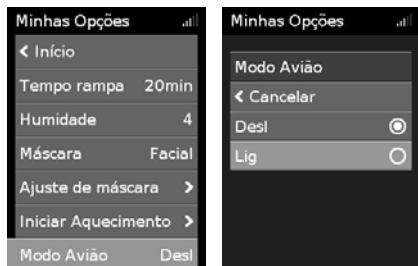 Minhas Opções
< Início
Tempo rampa 20min
Humidade 4
Máscara Facial
Ajuste de máscara >
Iniciar Aquecimento >
Modo Avião Desl
Minhas Opções
Modo Avião
< Cancelar
Desl
Lig